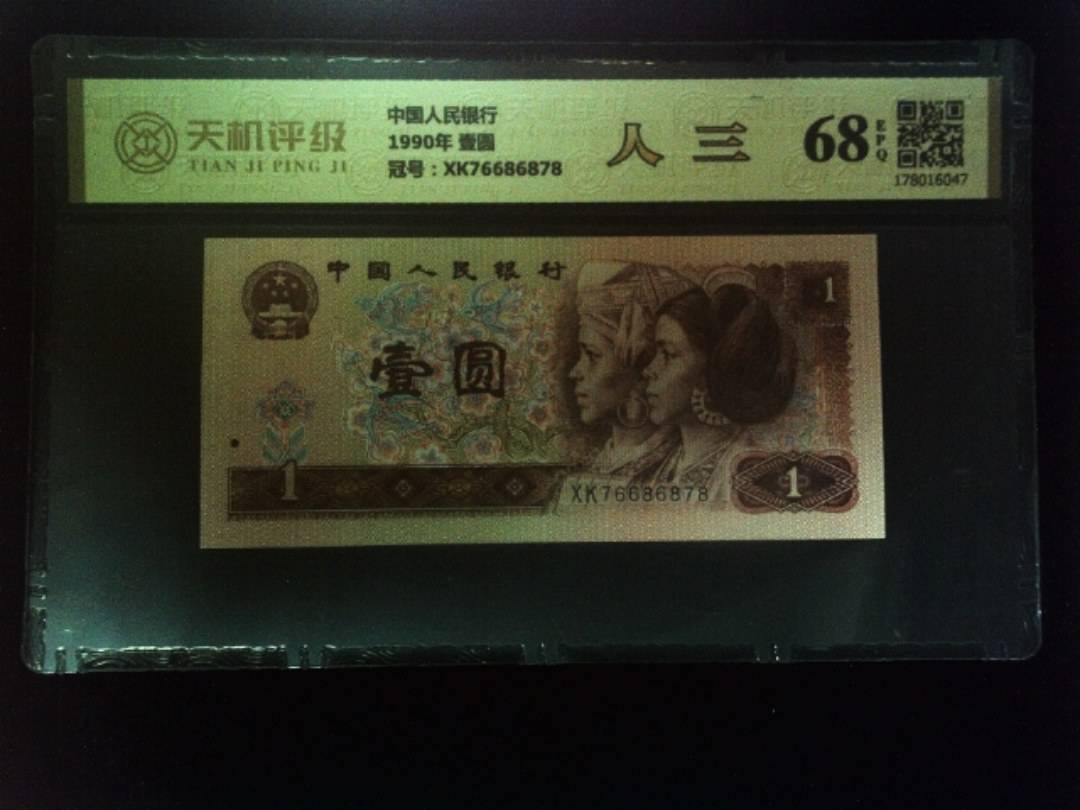 天机评级
TIAN JI PING JI
中国人民银行
1990年 壹圆
冠号：XK76686878
人三
68
EPQ
178016047
中国人民银行
1
壹圆
1
XK76686878
1